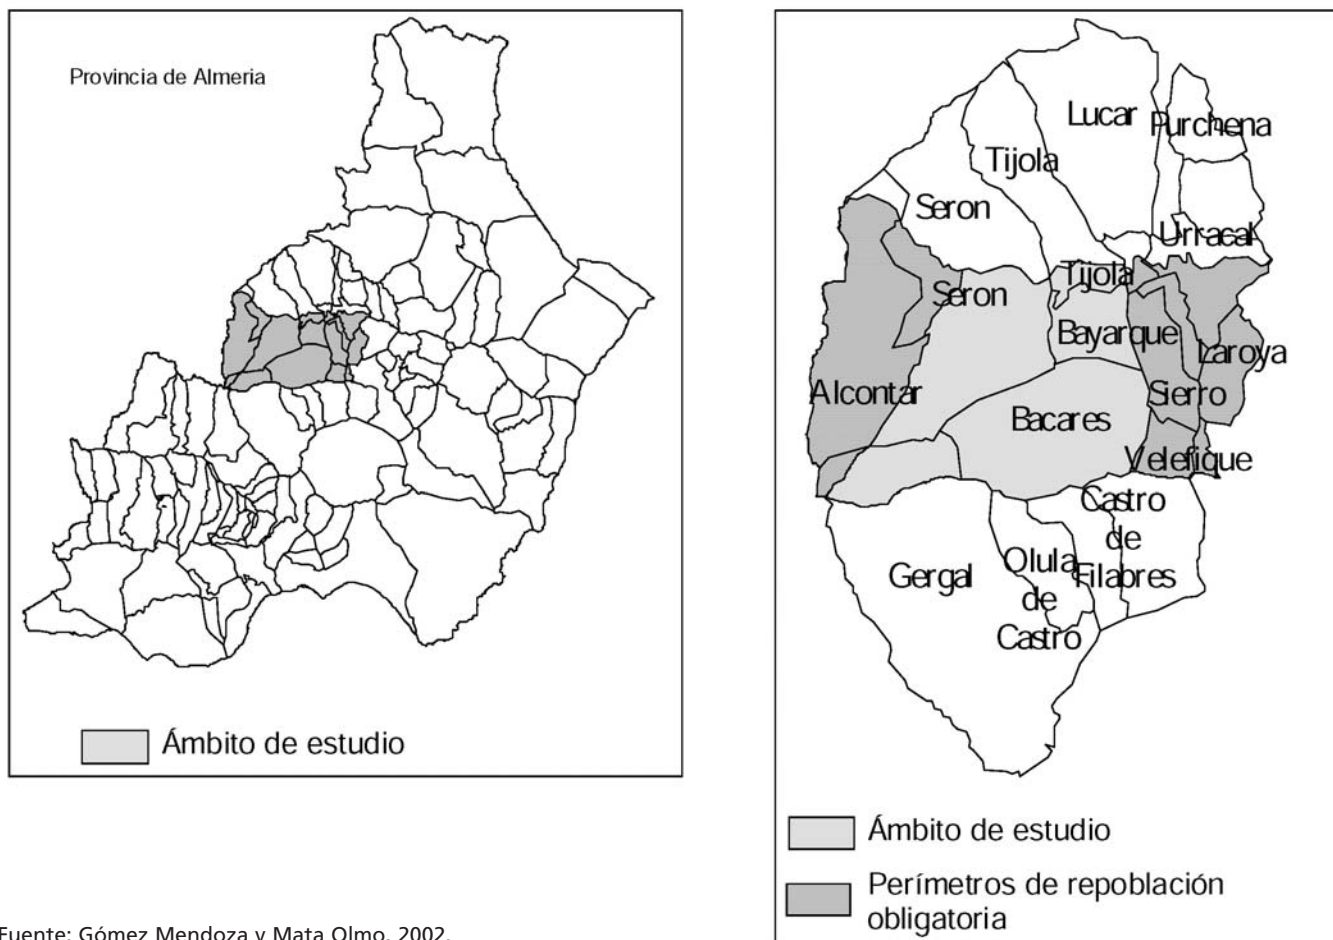 Provincia de Almeria
Ámbito de estudio
Lucar
Purchena
Tijola
Seron
Urracal
Tijola
Seron
Bayarque
Laroya
Alcontar
Sierro
Bacares
Velefique
Castro
de
Filabres
Gergal
Olula
de
Castro
Ámbito de estudio
Perímetros de repoblación
obligatoria
Fuente: Gómez Mendoza y Mata Olmo, 2002.